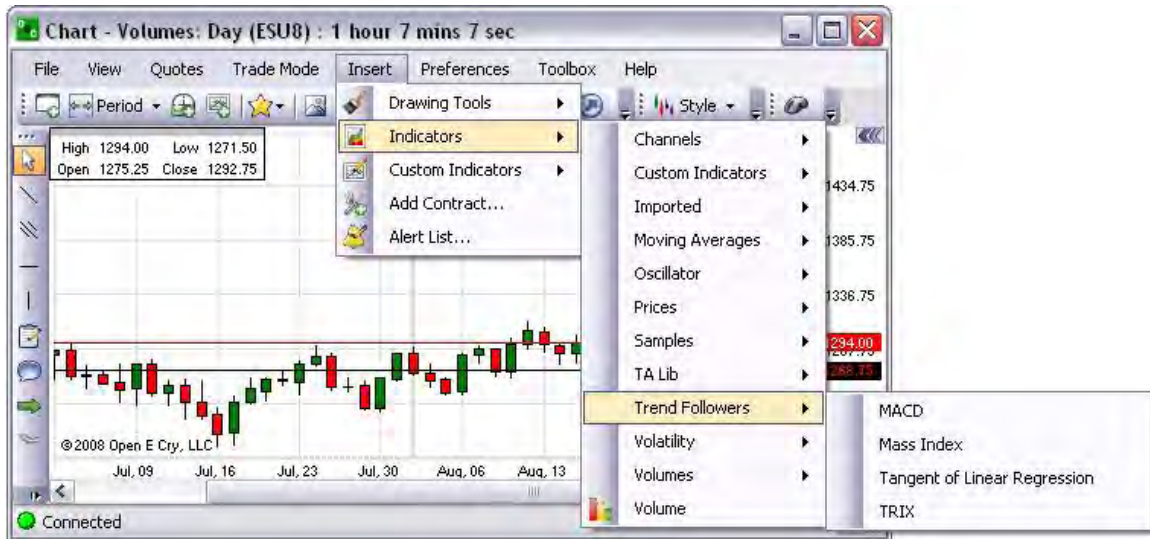 Chart - Volumes: Day (ESU8) : 1 hour 7 mins 7 sec
File View Quotes Trade Mode Insert Preferences Toolbox Help
Period Style
High 1294.00 Low 1271.50
Open 1275.25 Close 1292.75
Drawing Tools
Indicators
Custom Indicators
Add Contract...
Alert List...
Channels
Custom Indicators
Imported
Moving Averages
Oscillator
Prices
Samples
TA Lib
Trend Followers
Volatility
Volumes
Volume
MACD
Mass Index
Tangent of Linear Regression
TRIX
1434.75
1385.75
1336.75
1294.00
©2008 Open E Cry, LLC
Jul, 09 Jul, 16 Jul, 23 Jul, 30 Aug, 06 Aug, 13
Connected